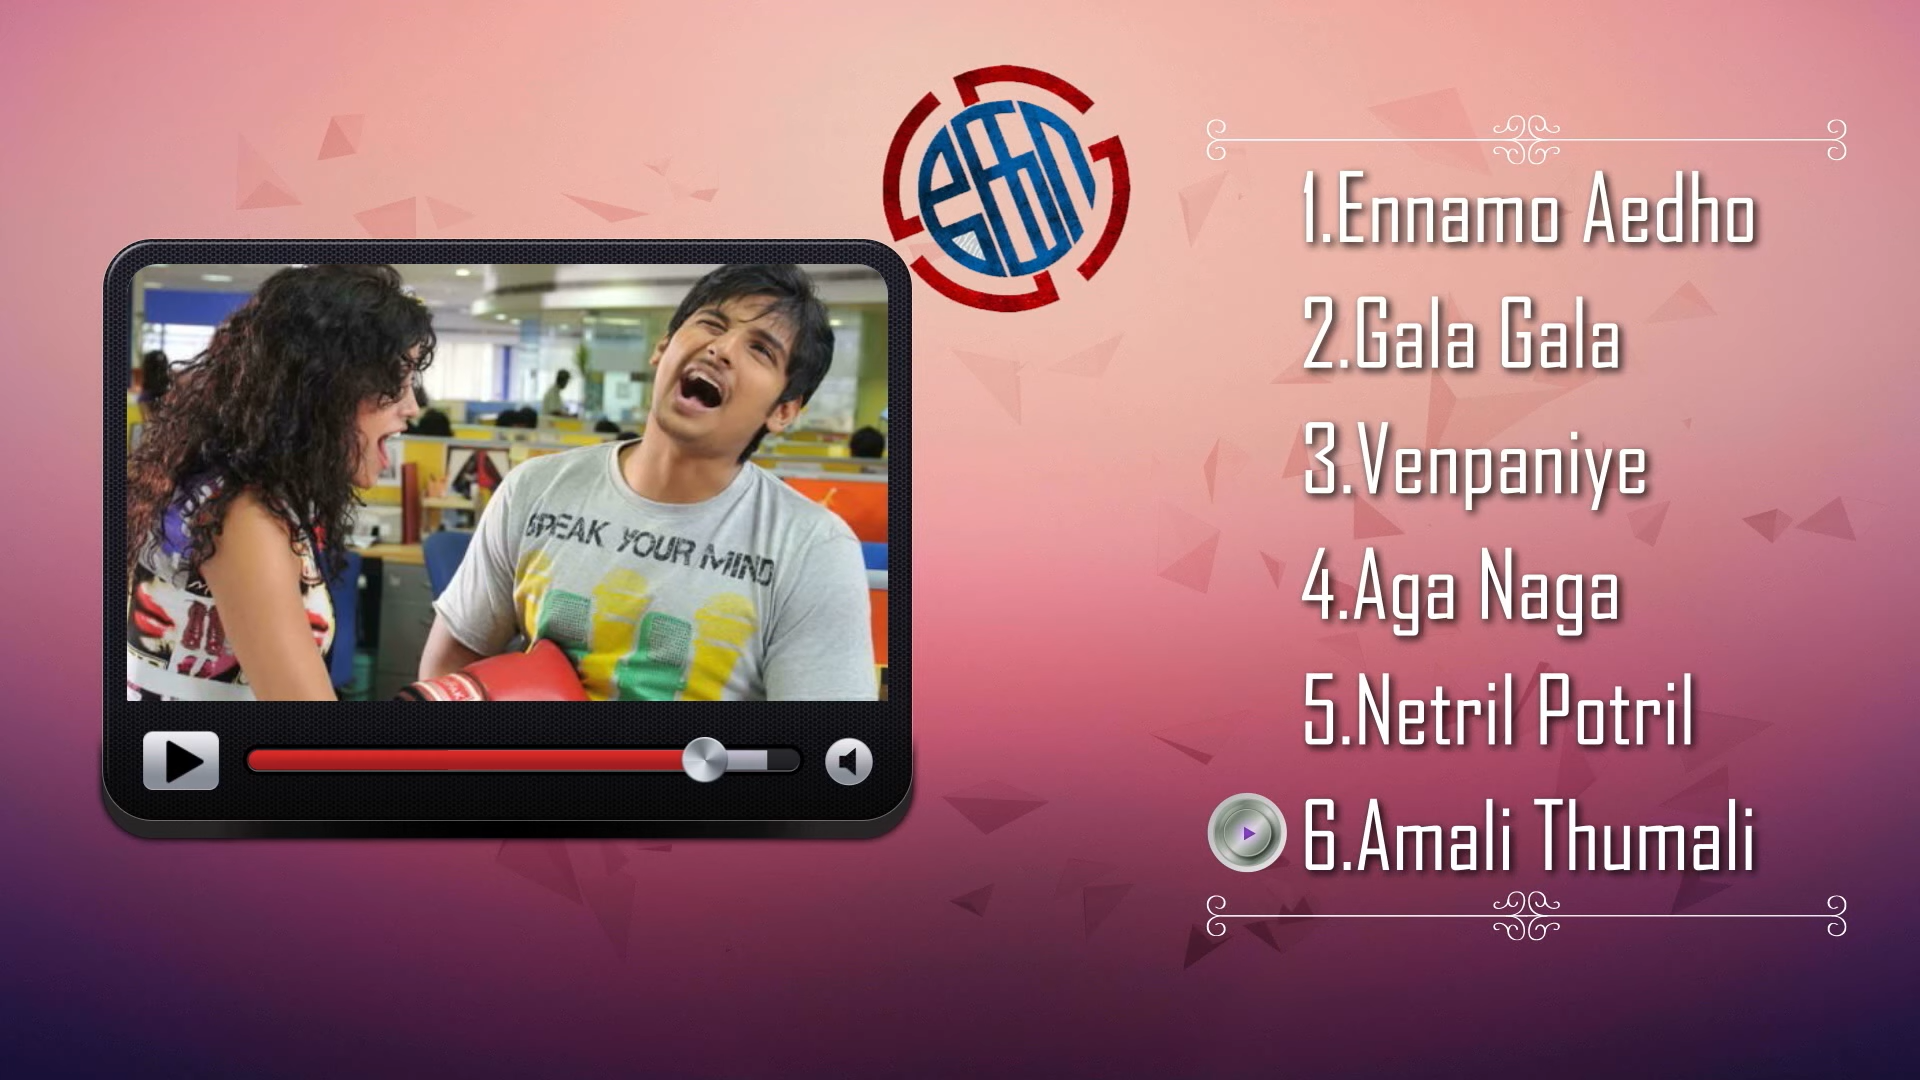 கோ
1.Ennamo Aedho
2.Gala Gala
3.Venpaniye
4.Aga Naga
5.Netril Potril
6.Amali Thumali
SPEAK YOUR MIND